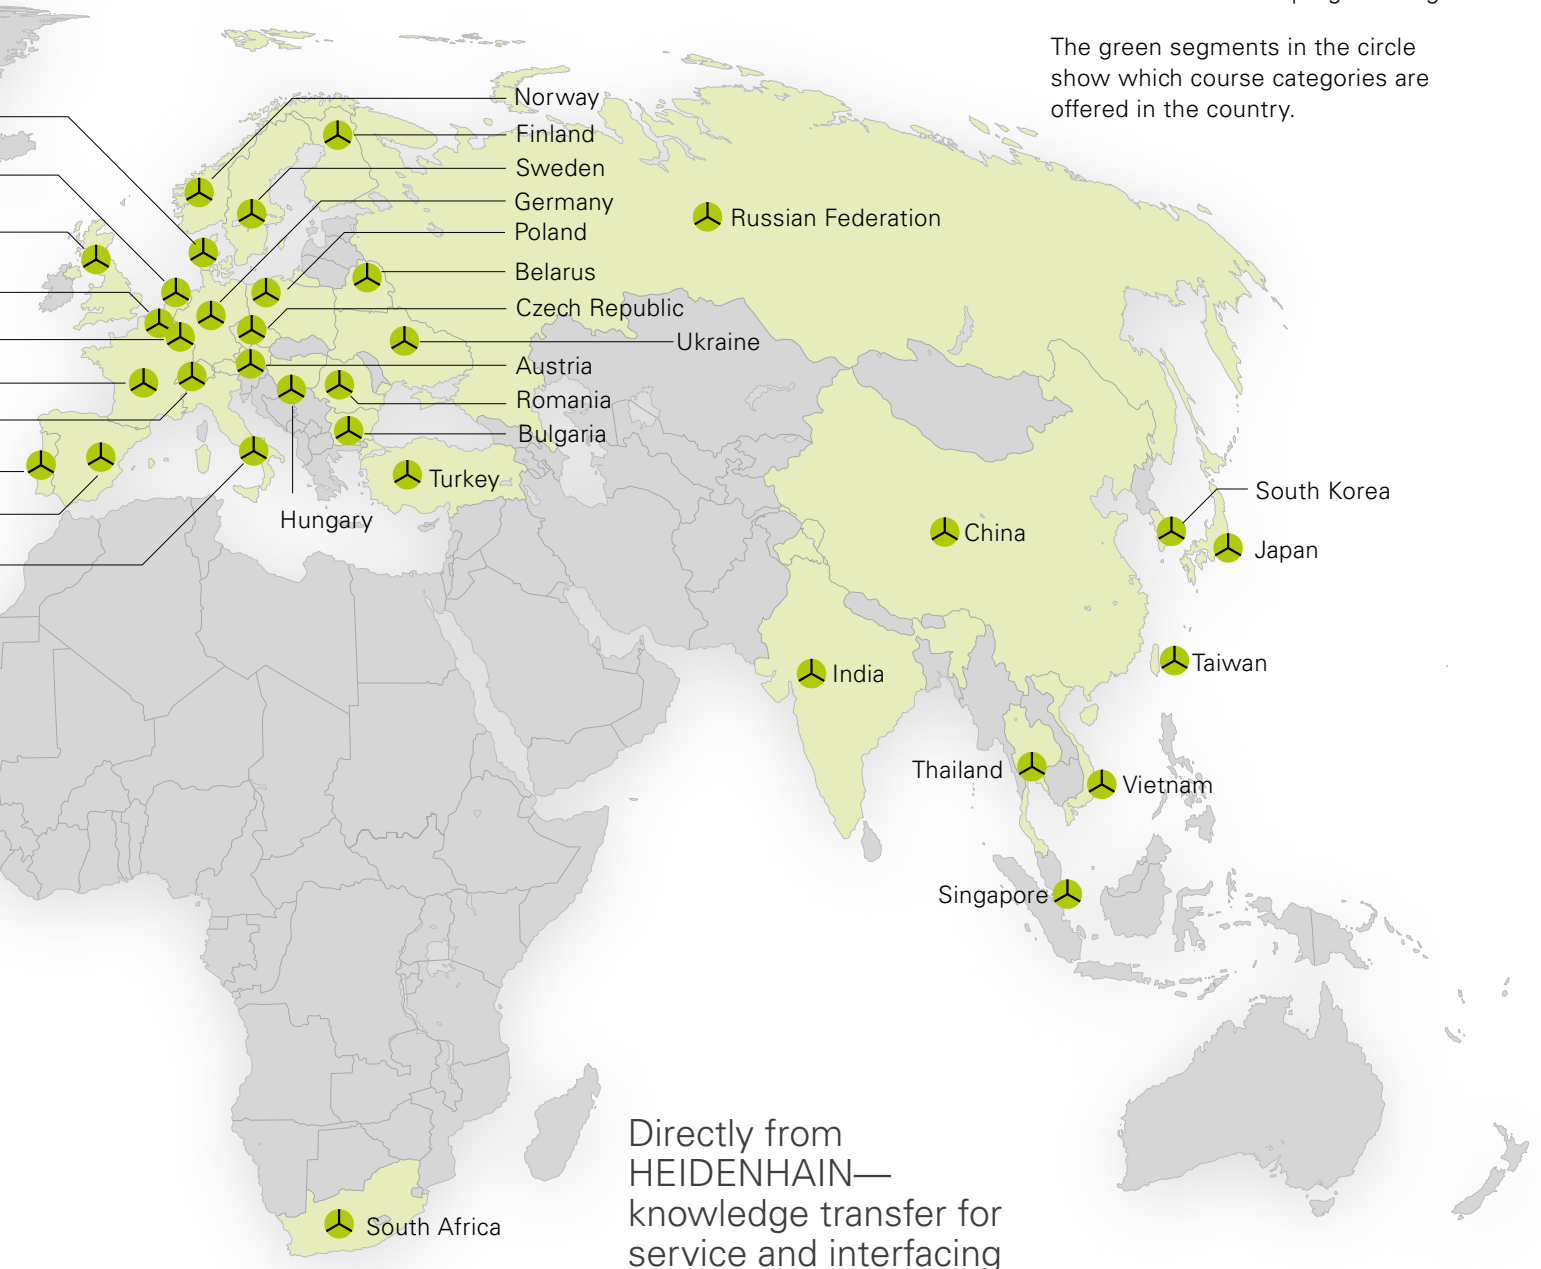 The green segments in the circle
show which course categories are
offered in the country.
Norway
Finland
Sweden
Germany
Poland
Belarus
Czech Republic
Ukraine
Austria
Romania
Bulgaria
Turkey
Hungary
Russian Federation
China
South Korea
Japan
Taiwan
India
Thailand
Vietnam
Singapore
South Africa
Directly from
HEIDENHAIN—
knowledge transfer for
service and interfacing